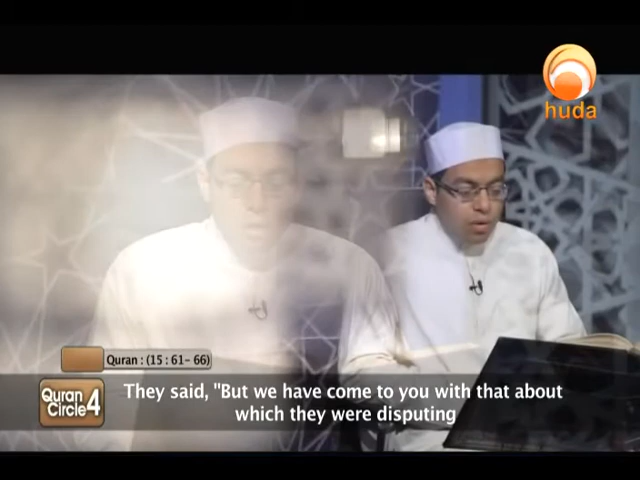 huda
Quran : (15 : 61- 66)
Quran
Circle 4
They said, "But we have come to you with that about
which they were disputing